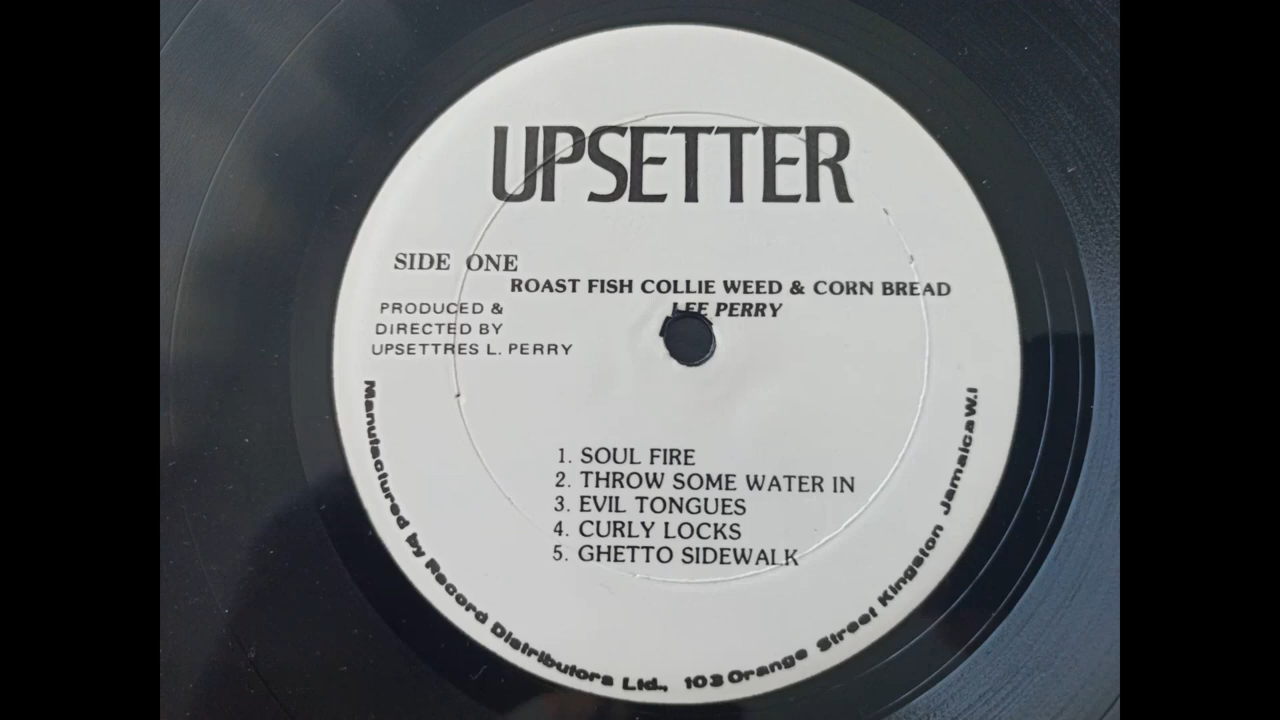 UPSETTER
SIDE ONE
ROAST FISH COLLIE WEED & CORN BREAD
LEE PERRY
PRODUCED &
DIRECTED BY
UPSETTRES L. PERRY
1. SOUL FIRE
2. THROW SOME WATER IN
3. EVIL TONGUES
4. CURLY LOCKS
5. GHETTO SIDEWALK
Manufactured by Record Distributors Ltd., 103 Orange Street Kingston Jamaica W.I